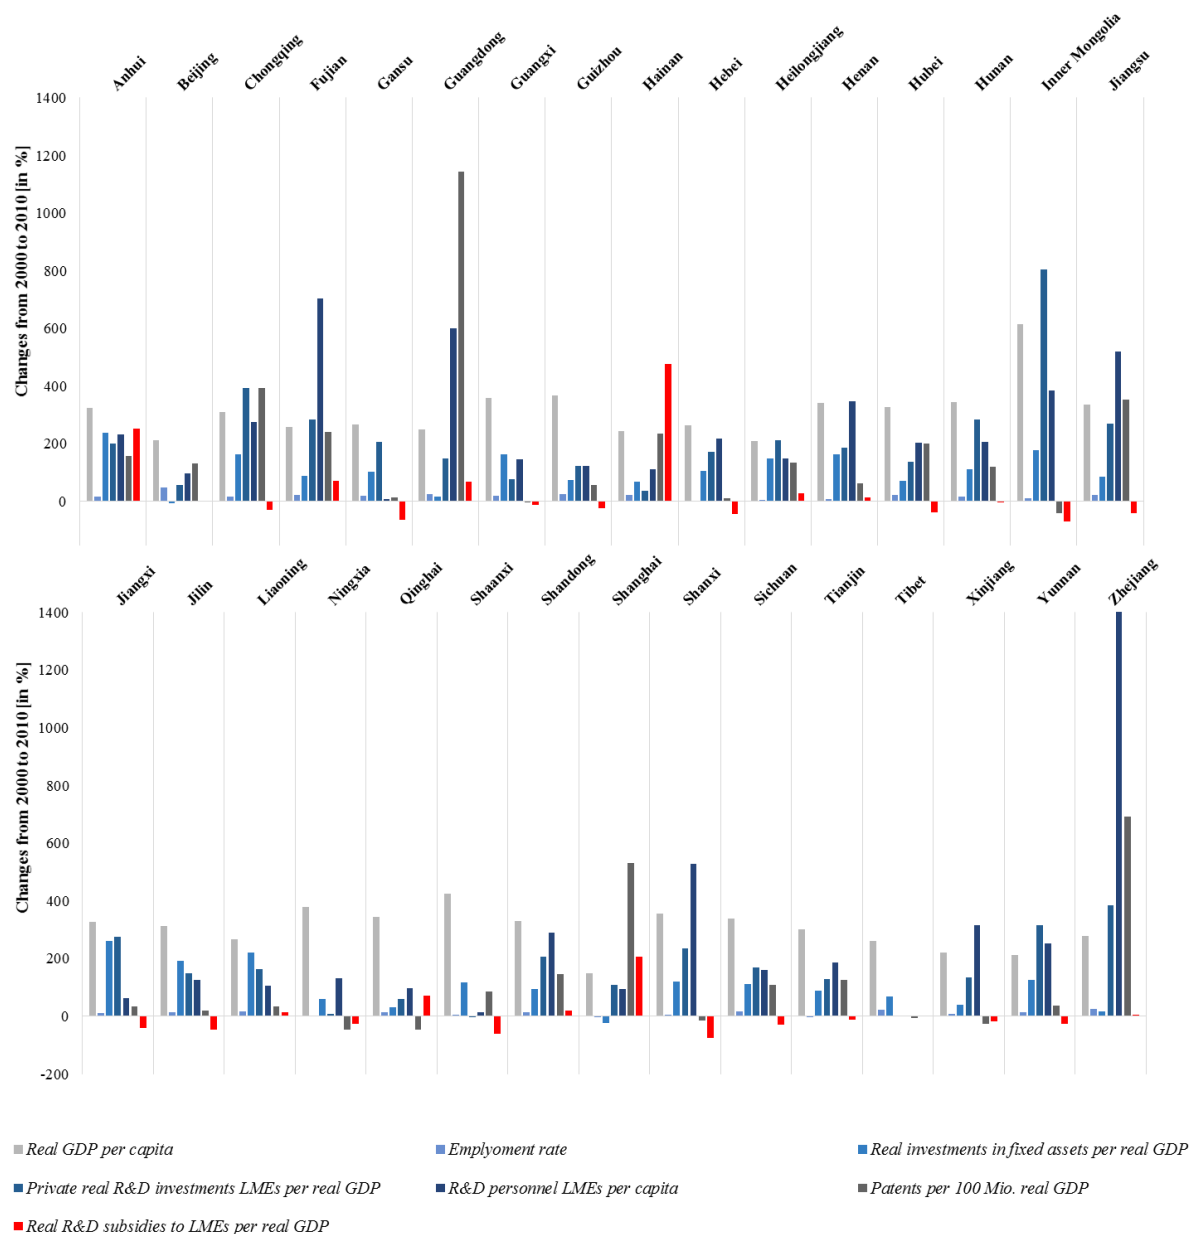 Anhui Beijing Chongqing Fujian Gansu Guangdong Guangxi Guizhou Hainan Hebei Heilongjiang Henan Hubei Hunan Inner Mongolia Jiangsu
Changes from 2000 to 2010 [in %]
1400
1200
1000
800
600
400
200
0
Jiangxi Jilin Liaoning Ningxia Qinghai Shaanxi Shandong Shanghai Shanxi Sichuan Tianjin Tibet Xinjiang Yunnan Zhejiang
Changes from 2000 to 2010 [in %]
1400
1200
1000
800
600
400
200
0
-200
Real GDP per capita Emplyoment rate Real investments in fixed assets per real GDP
Private real R&D investments LMEs per real GDP R&D personnel LMEs per capita Patents per 100 Mio. real GDP
Real R&D subsidies to LMEs per real GDP